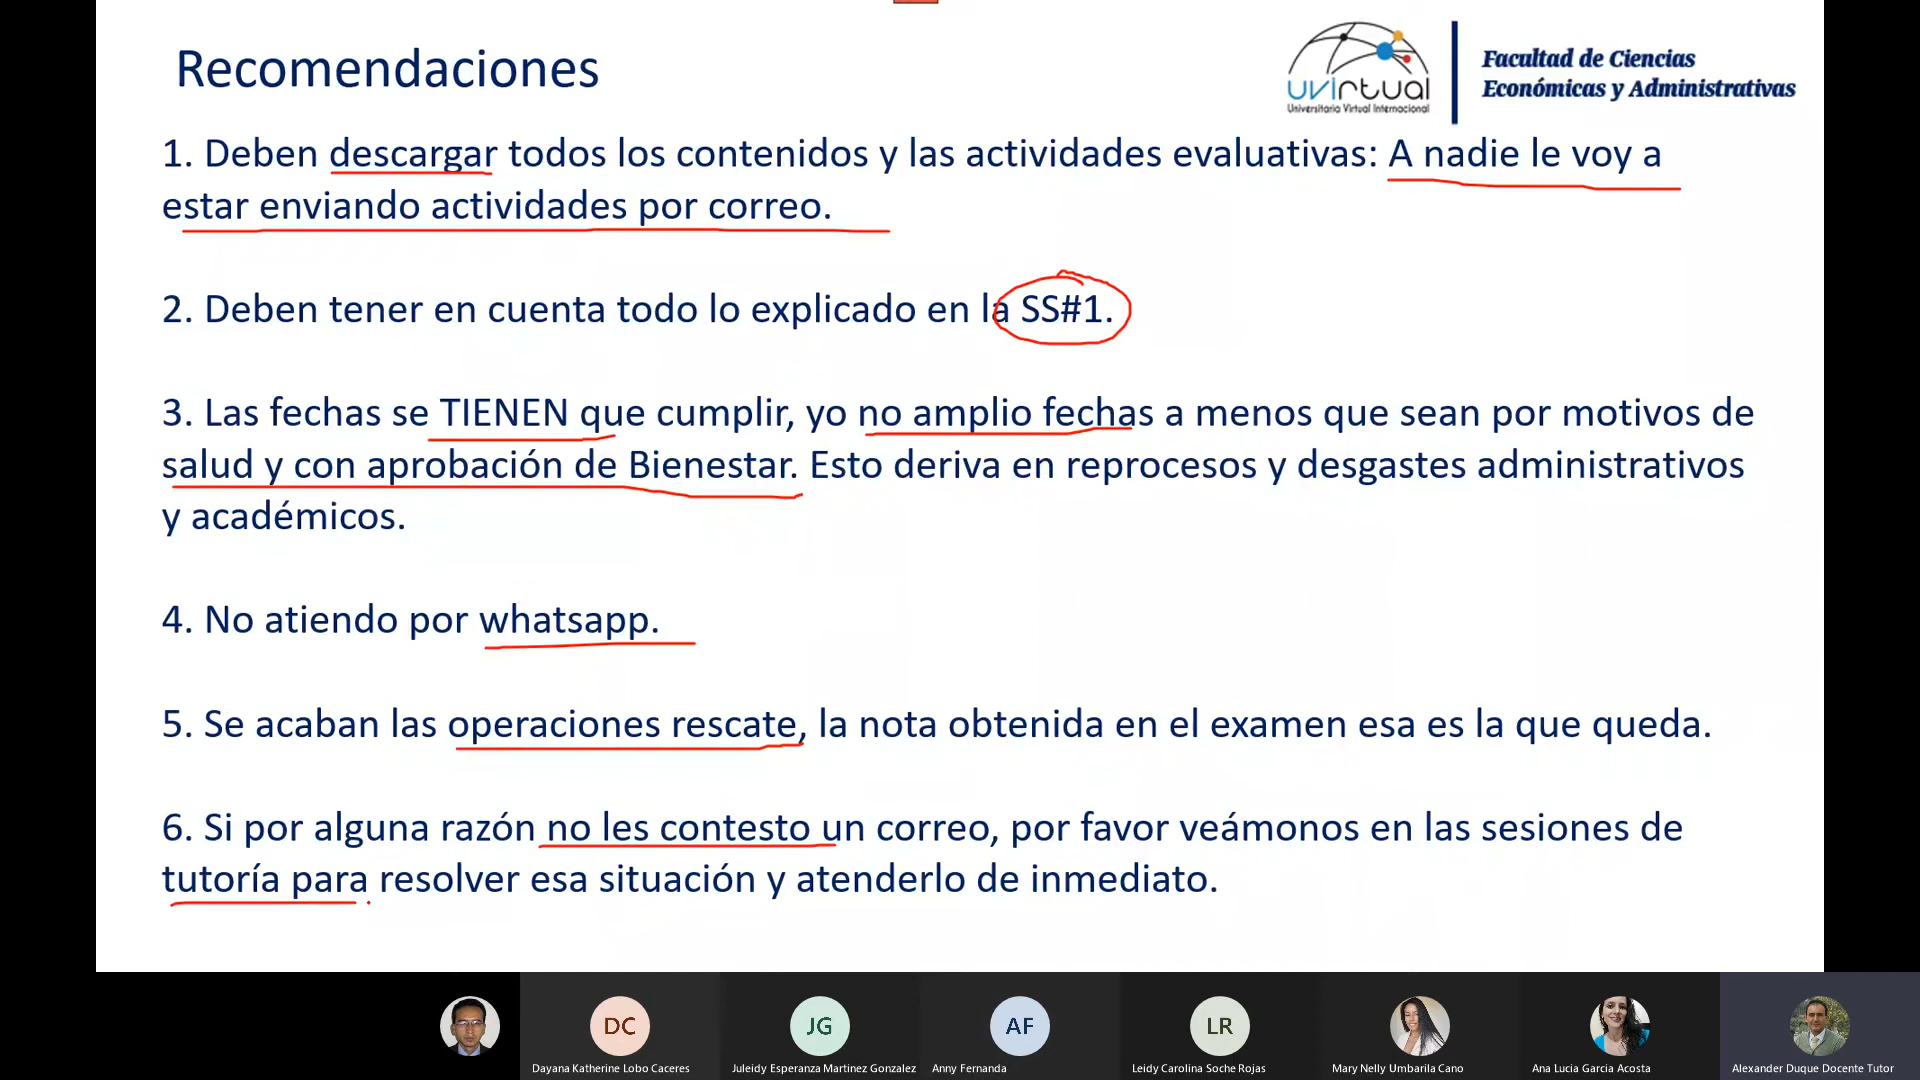 Recomendaciones
uvirtual
Universitaria Virtual Internacional
Facultad de Ciencias
Económicas y Administrativas
1. Deben descargar todos los contenidos y las actividades evaluativas: A nadie le voy a
estar enviando actividades por correo.
2. Deben tener en cuenta todo lo explicado en la SS#1.
3. Las fechas se TIENEN que cumplir, yo no amplio fechas a menos que sean por motivos de
salud y con aprobación de Bienestar. Esto deriva en reprocesos y desgastes administrativos
y académicos.
4. No atiendo por whatsapp.
5. Se acaban las operaciones rescate, la nota obtenida en el examen esa es la que queda.
6. Si por alguna razón no les contesto un correo, por favor veámonos en las sesiones de
tutoría para resolver esa situación y atenderlo de inmediato.
DC
JG
AF
LR
Dayana Katherine Lobo Caceres
Juleidy Esperanza Martinez Gonzalez
Anny Fernanda
Leidy Carolina Soche Rojas
Mary Nelly Umbarila Cano
Ana Lucia Garcia Acosta
Alexander Duque Docente Tutor